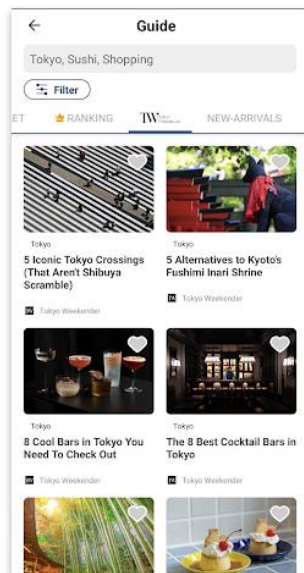 Guide
Tokyo, Sushi, Shopping
Filter
ET
RANKING
TW
NEW-ARRIVALS
Tokyo
5 Iconic Tokyo Crossings
(That Aren't Shibuya
Scramble)
Tokyo Weekender
Tokyo
5 Alternatives to Kyoto's
Fushimi Inari Shrine
Tokyo Weekender
Tokyo
8 Cool Bars in Tokyo You
Need To Check Out
Tokyo Weekender
Tokyo
The 8 Best Cocktail Bars in
Tokyo
Tokyo Weekender